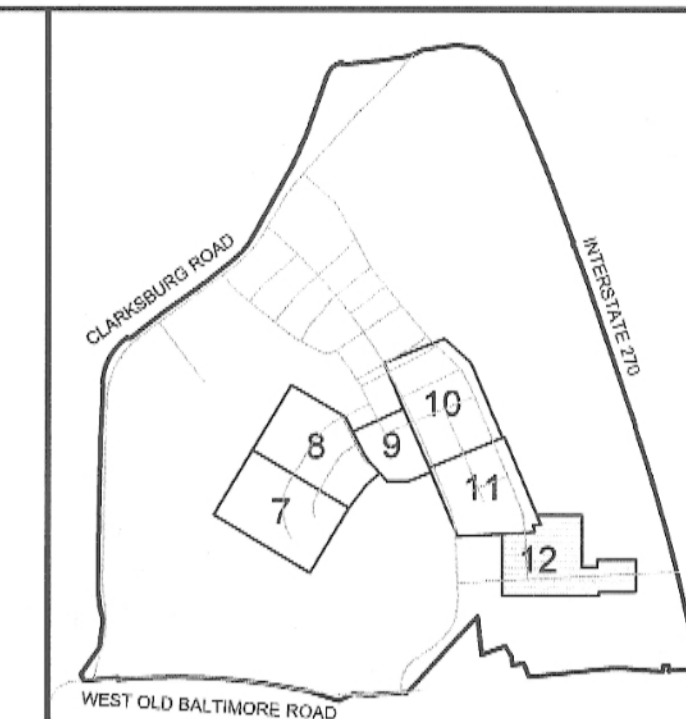 CLARKSBURG ROAD
INTERSTATE 270
10
8
9
11
7
12
WEST OLD BALTIMORE ROAD